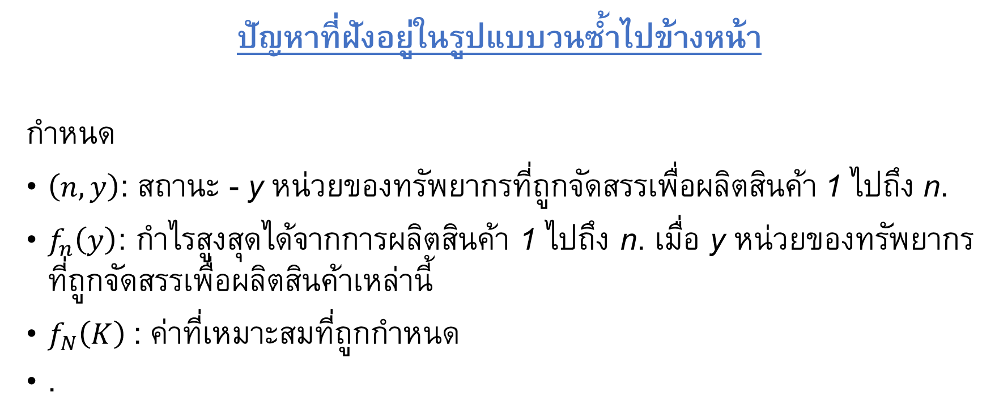 ปัญหาที่ฝังอยู่ในรูปแบบวนซ้ำไปข้างหน้า
กำหนด
• (n, y): สถานะ - y หน่วยของทรัพยากรที่ถูกจัดสรรเพื่อผลิตสินค้า 1 ไปถึง n.
• fₙ(y): กำไรสูงสุดได้จากการผลิตสินค้า 1 ไปถึง n. เมื่อ y หน่วยของทรัพยากร
ที่ถูกจัดสรรเพื่อผลิตสินค้าเหล่านี้
• f_N(K) : ค่าที่เหมาะสมที่ถูกกำหนด
• .